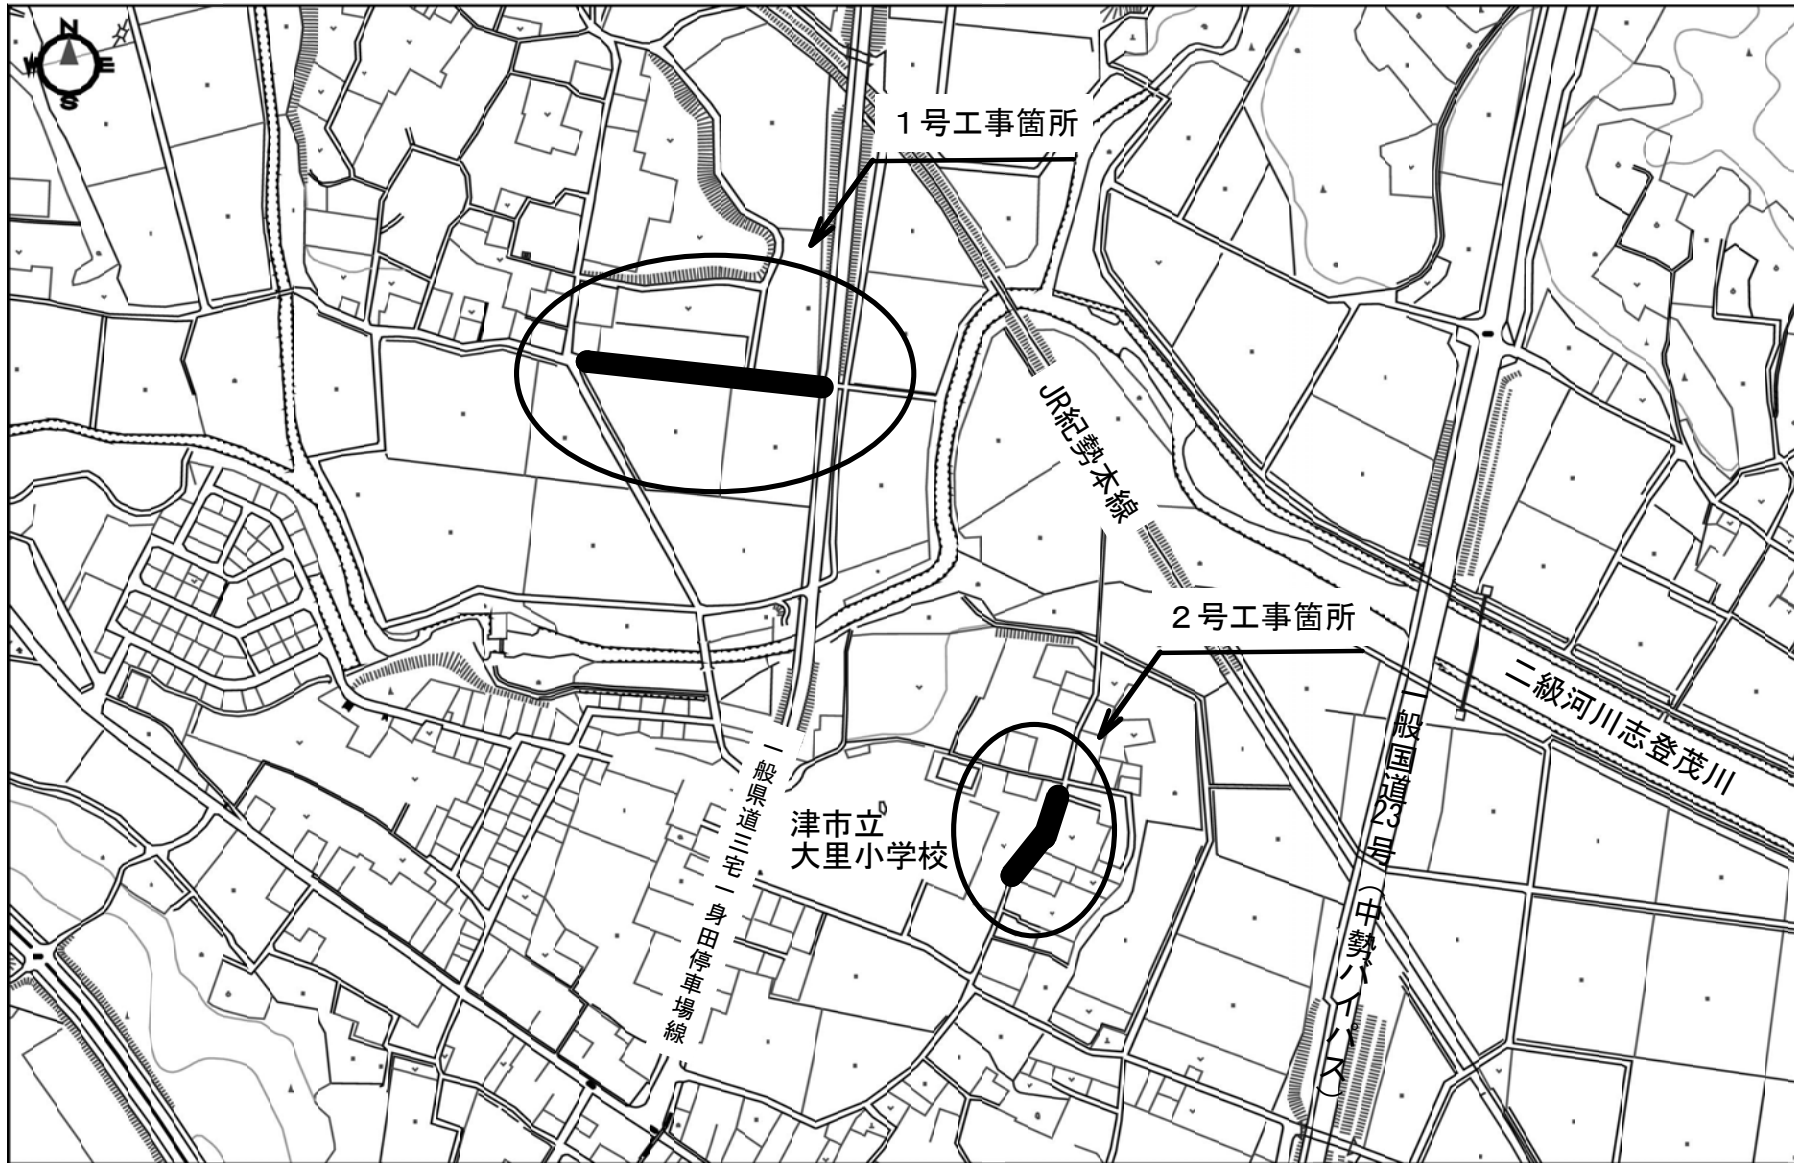 N
W E
S
1号工事箇所
JR紀勢本線
2号工事箇所
二級河川志登茂川
一般国道23号(中勢バイパス)
一般県道三宅一身田停車場線
津市立
大里小学校